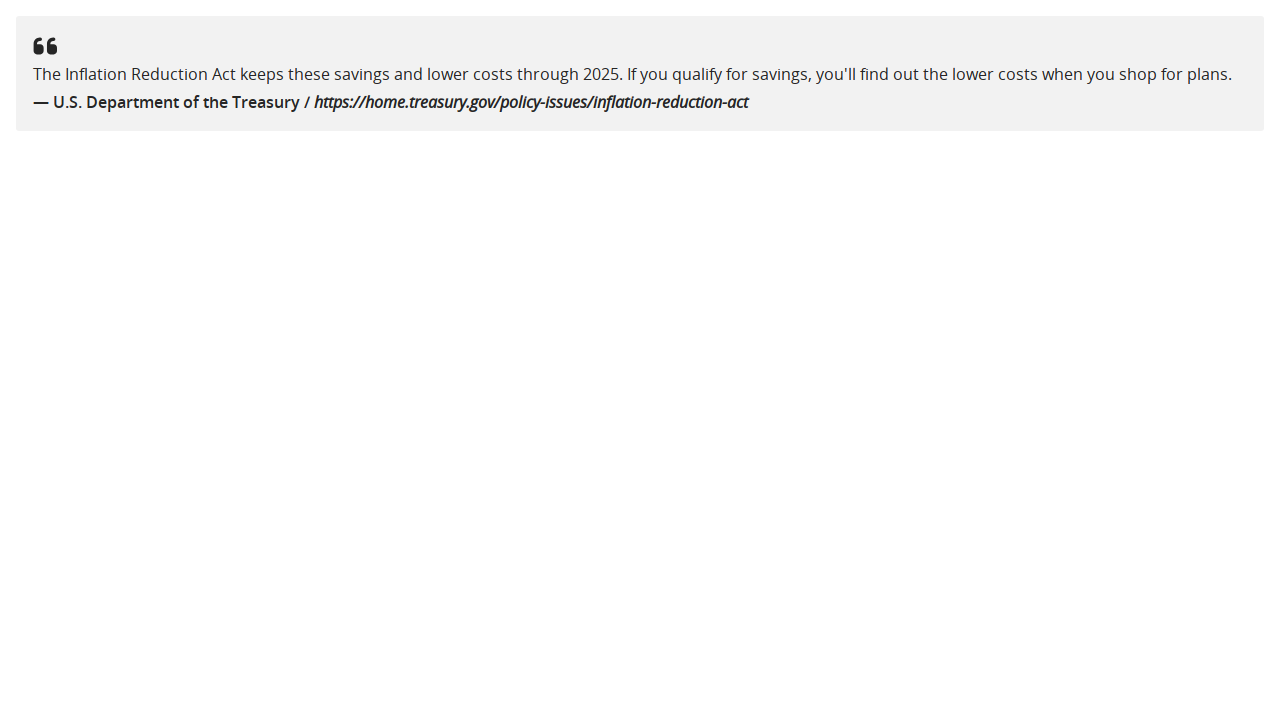 The Inflation Reduction Act keeps these savings and lower costs through 2025. If you qualify for savings, you'll find out the lower costs when you shop for plans.
— U.S. Department of the Treasury / https://home.treasury.gov/policy-issues/inflation-reduction-act